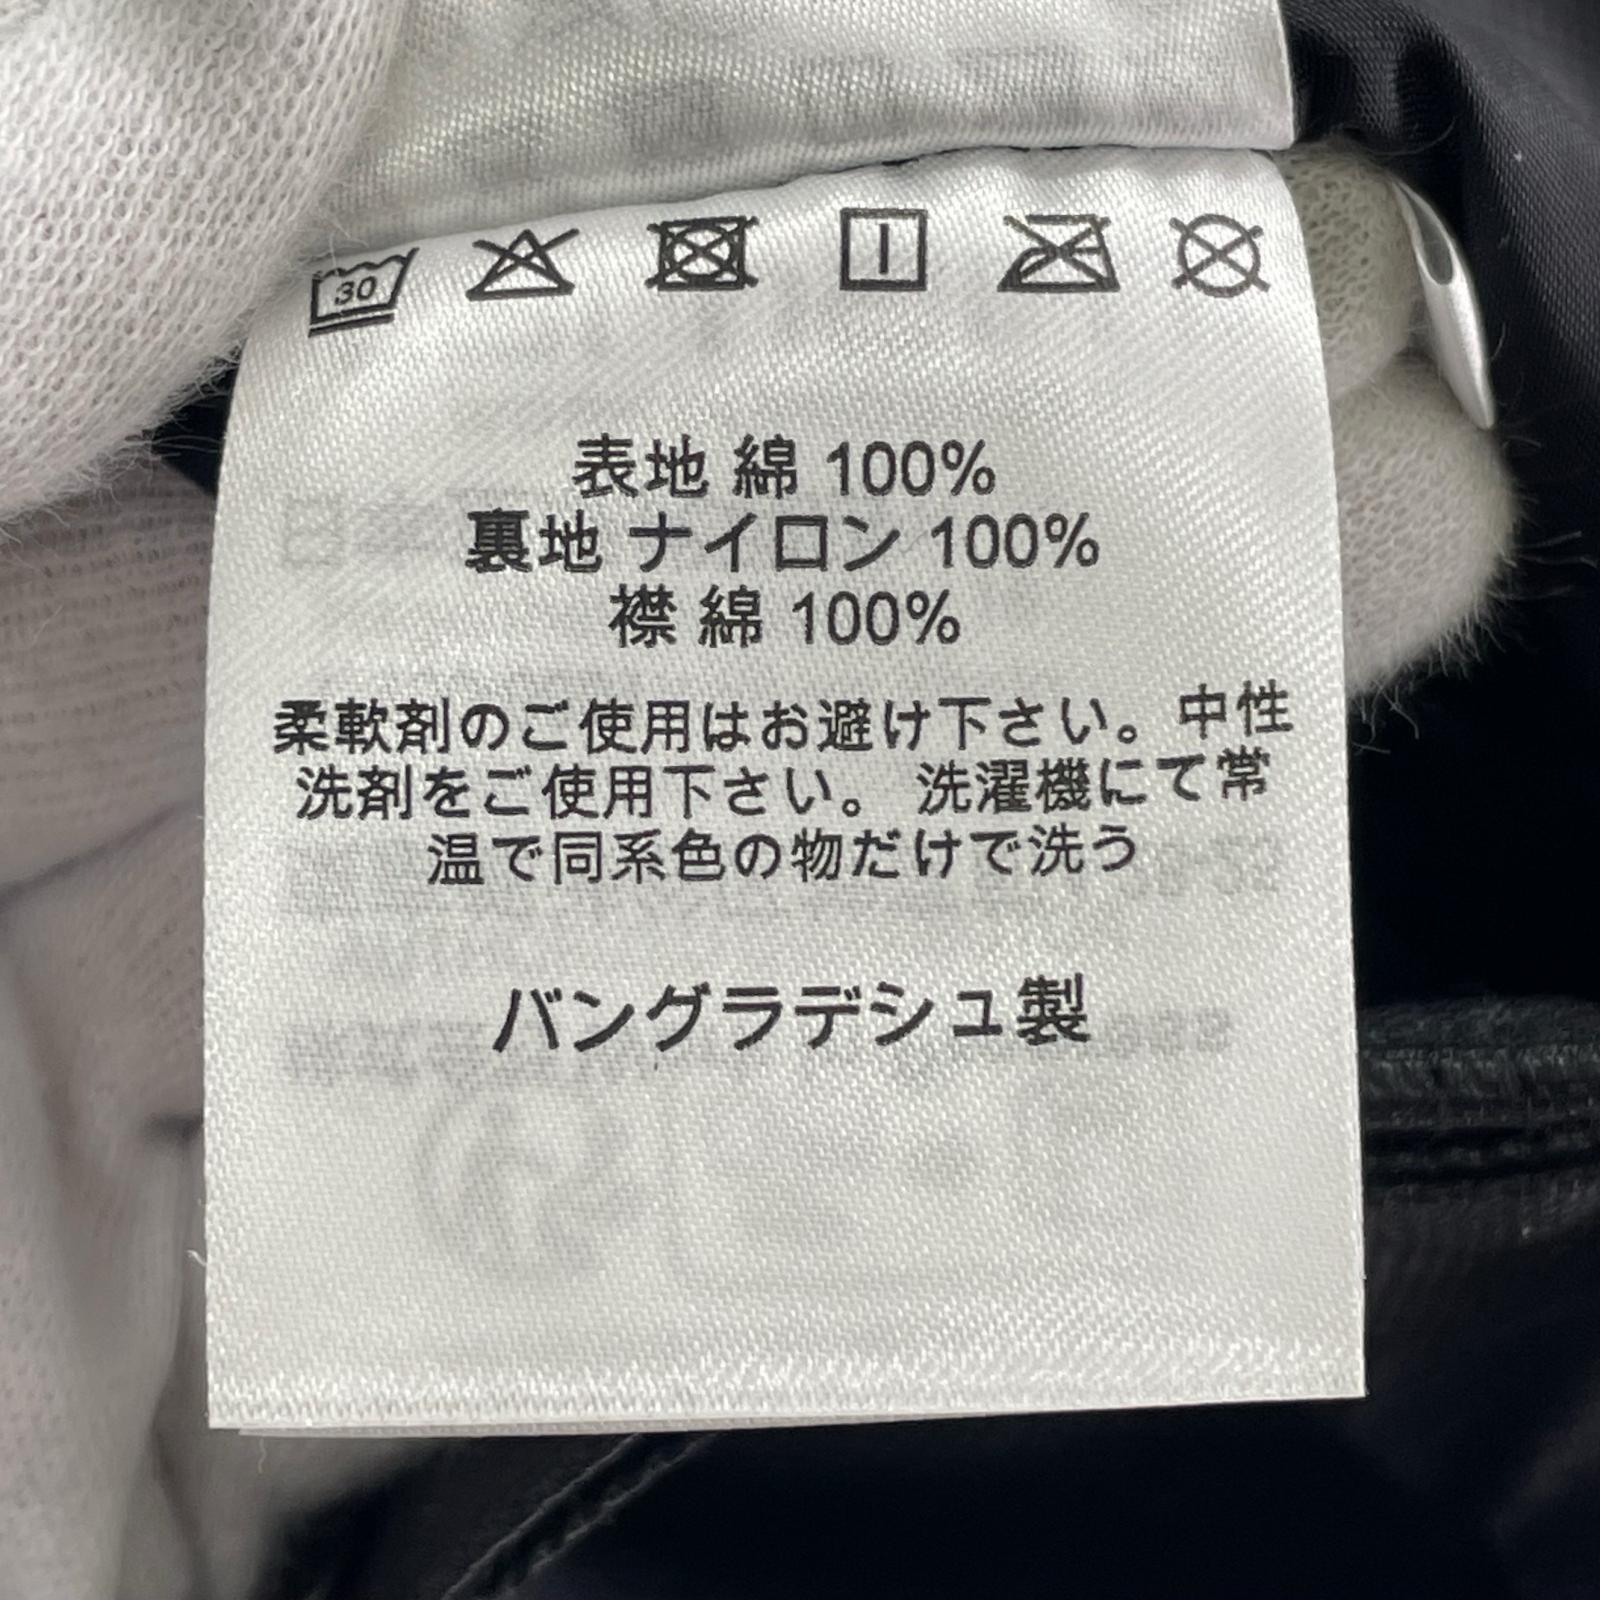 30
表地 綿 100%
裏地 ナイロン 100%
襟 綿 100%
柔軟剤のご使用はお避け下さい。中性
洗剤をご使用下さい。 洗濯機にて常
温で同系色の物だけで洗う
バングラデシュ製